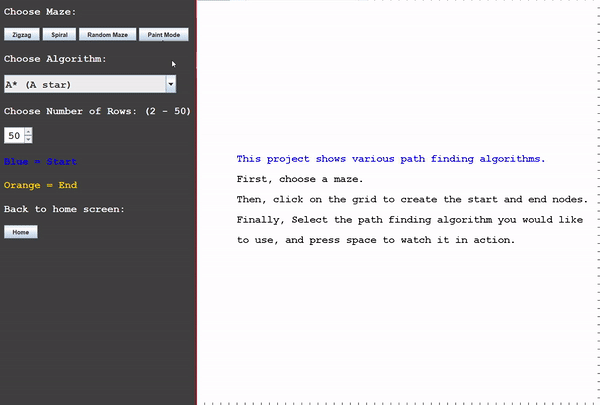 Choose Maze:
Zigzag Spiral Random Maze Paint Mode
Choose Algorithm:
A* (A star)
Choose Number of Rows: (2 - 50)
50
Blue = Start
Orange = End
Back to home screen:
Home
This project shows various path finding algorithms.
First, choose a maze.
Then, click on the grid to create the start and end nodes.
Finally, Select the path finding algorithm you would like
to use, and press space to watch it in action.